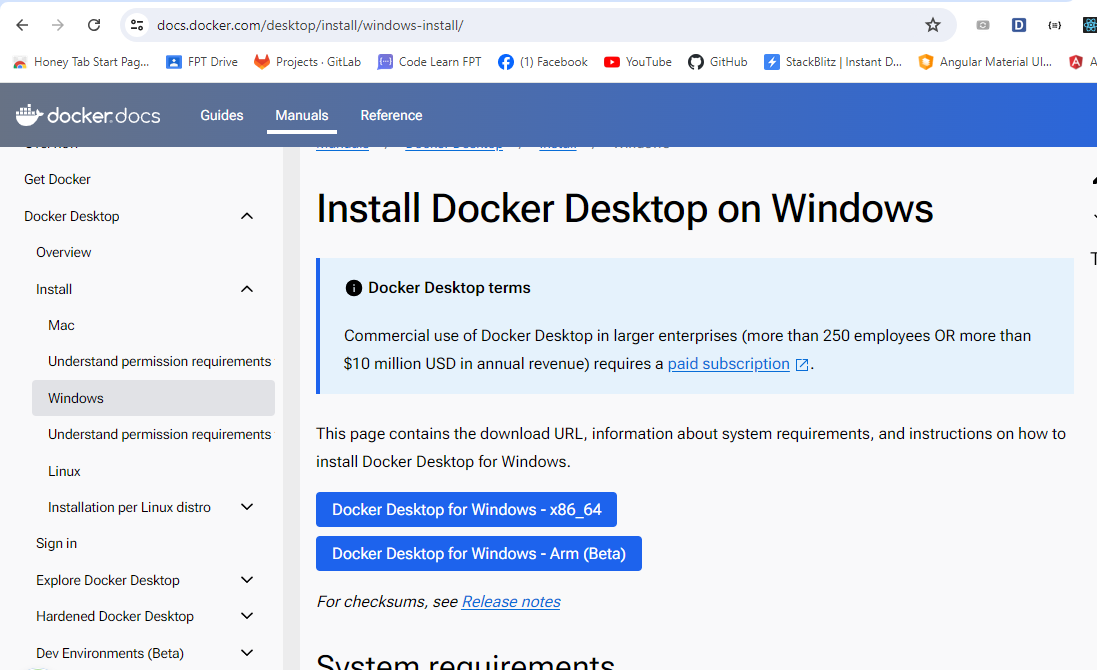 docs.docker.com/desktop/install/windows-install/
Honey Tab Start Pag...
FPT Drive
Projects · GitLab
Code Learn FPT
(1) Facebook
YouTube
GitHub
StackBlitz | Instant D...
Angular Material UI...
docker.docs
Guides
Manuals
Reference
Get Docker
Docker Desktop
Overview
Install
Mac
Understand permission requirements
Windows
Understand permission requirements
Linux
Installation per Linux distro
Sign in
Explore Docker Desktop
Hardened Docker Desktop
Dev Environments (Beta)
Install Docker Desktop on Windows
Docker Desktop terms
Commercial use of Docker Desktop in larger enterprises (more than 250 employees OR more than
$10 million USD in annual revenue) requires a paid subscription.
This page contains the download URL, information about system requirements, and instructions on how to
install Docker Desktop for Windows.
Docker Desktop for Windows - x86_64
Docker Desktop for Windows - Arm (Beta)
For checksums, see Release notes
System requirements